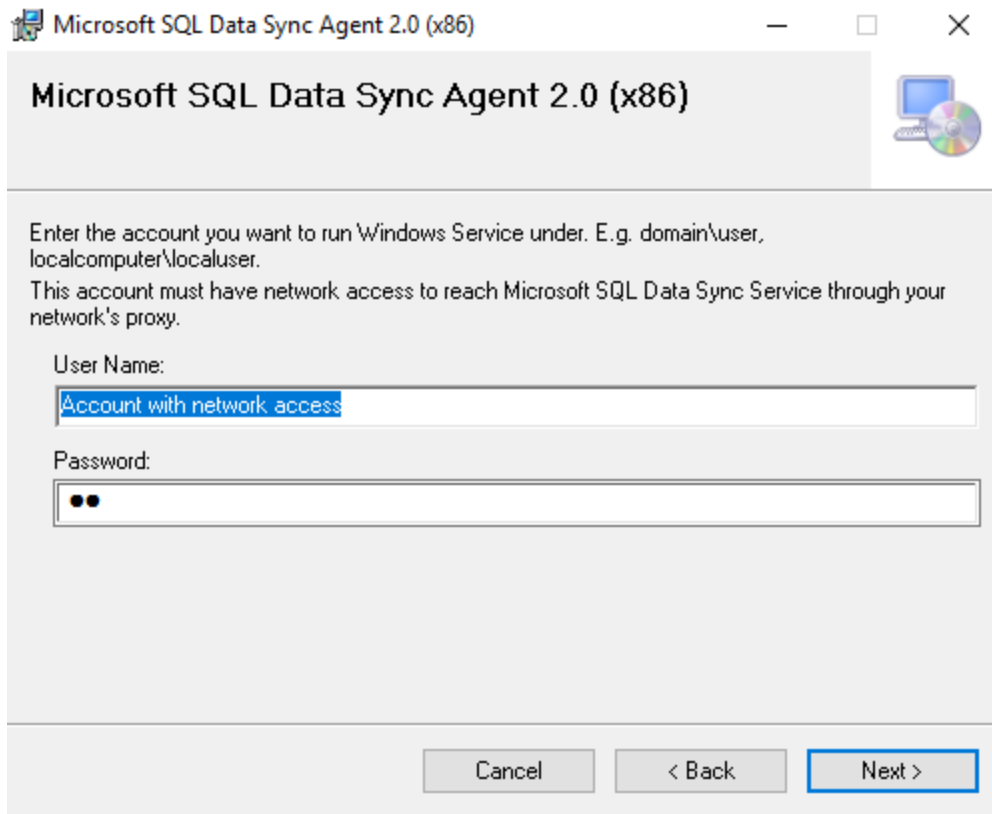 Microsoft SQL Data Sync Agent 2.0 (x86)
Microsoft SQL Data Sync Agent 2.0 (x86)
Enter the account you want to run Windows Service under. E.g. domain\user,
localcomputer\localuser.
This account must have network access to reach Microsoft SQL Data Sync Service through your
network's proxy.
User Name:
Account with network access
Password:
●●
Cancel
< Back
Next >